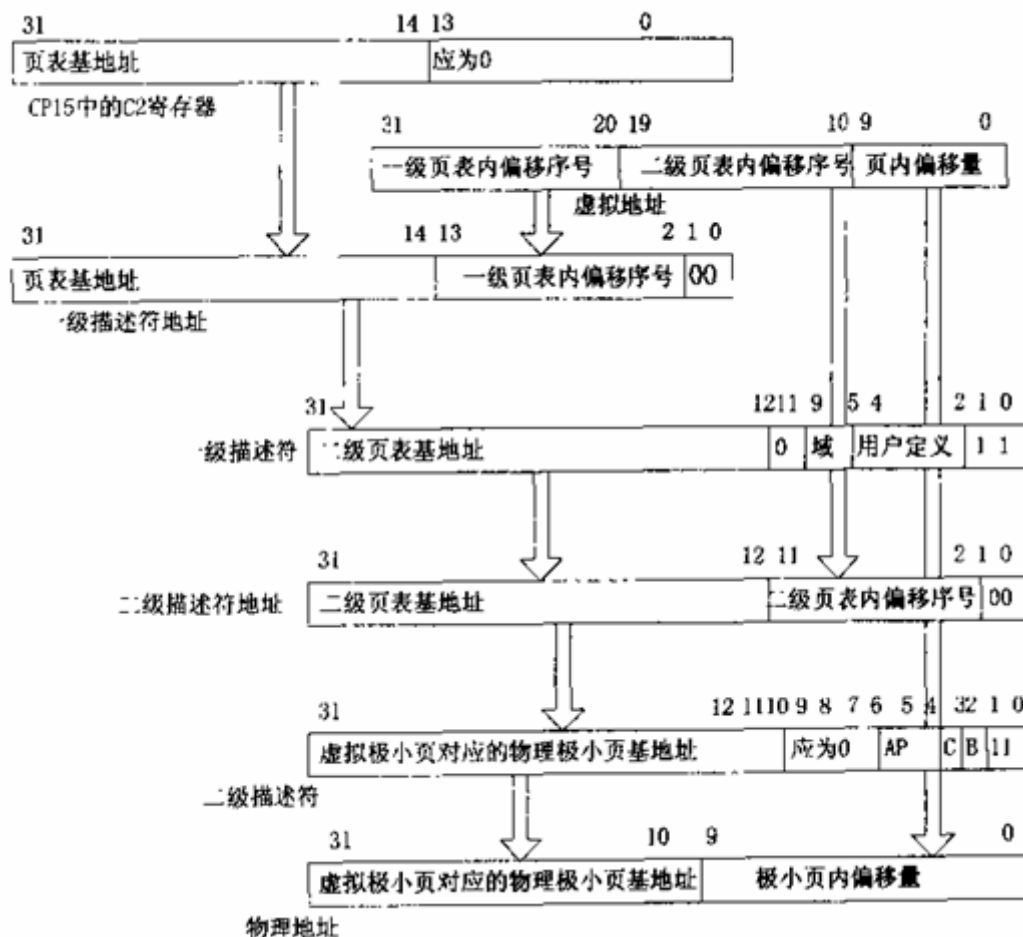 31 14 13 0
页表基地址 应为0
CP15中的C2寄存器
31 20 19 10 9 0
一级页表内偏移序号 二级页表内偏移序号 页内偏移量
虚拟地址
31 14 13 2 1 0
页表基地址 一级页表内偏移序号 00
一级描述符地址
31 1211 9 5 4 2 1 0
一级描述符 二级页表基地址 0 域 用户定义 1 1
31 12 11 2 1 0
二级描述符地址 二级页表基地址 二级页表内偏移序号 00
31 12 11 10 9 8 7 6 5 4 32 1 0
虚拟极小页对应的物理极小页基地址 应为0 AP C B 11
二级描述符
31 10 9 0
虚拟极小页对应的物理极小页基地址 极小页内偏移量
物理地址